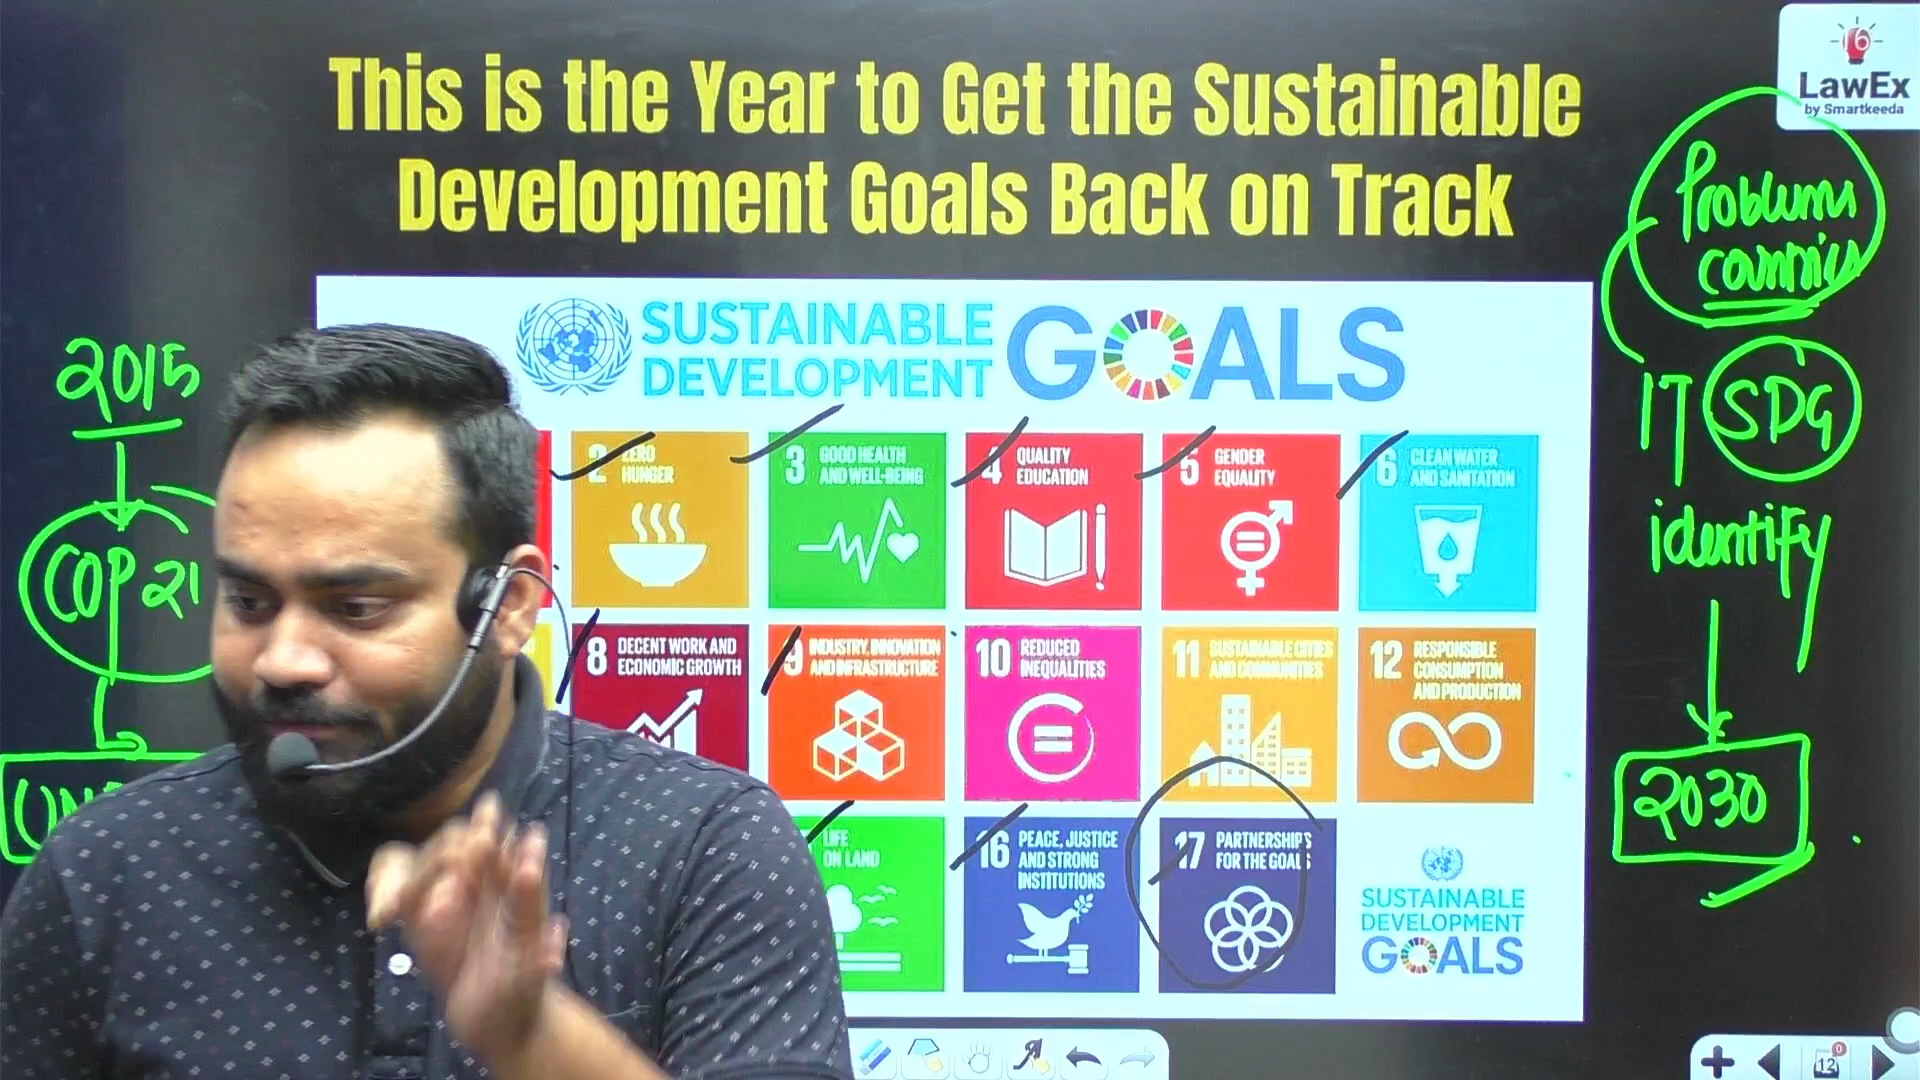 This is the Year to Get the Sustainable
Development Goals Back on Track
LawEx
by Smartkeeda
Problems
2015
COP 21
17 SDG
identify
2030
SUSTAINABLE
DEVELOPMENT
GOALS
2 ZERO
HUNGER
3 GOOD HEALTH
AND WELL-BEING
4 QUALITY
EDUCATION
5 GENDER
EQUALITY
6 CLEAN WATER
AND SANITATION
8 DECENT WORK AND
ECONOMIC GROWTH
9 INDUSTRY, INNOVATION
AND INFRASTRUCTURE
10 REDUCED
INEQUALITIES
11 SUSTAINABLE CITIES
AND COMMUNITIES
12 RESPONSIBLE
CONSUMPTION
AND PRODUCTION
LIFE
ON LAND
16 PEACE, JUSTICE
AND STRONG
INSTITUTIONS
17 PARTNERSHIPS
FOR THE GOALS
SUSTAINABLE
DEVELOPMENT
GOALS
12
0